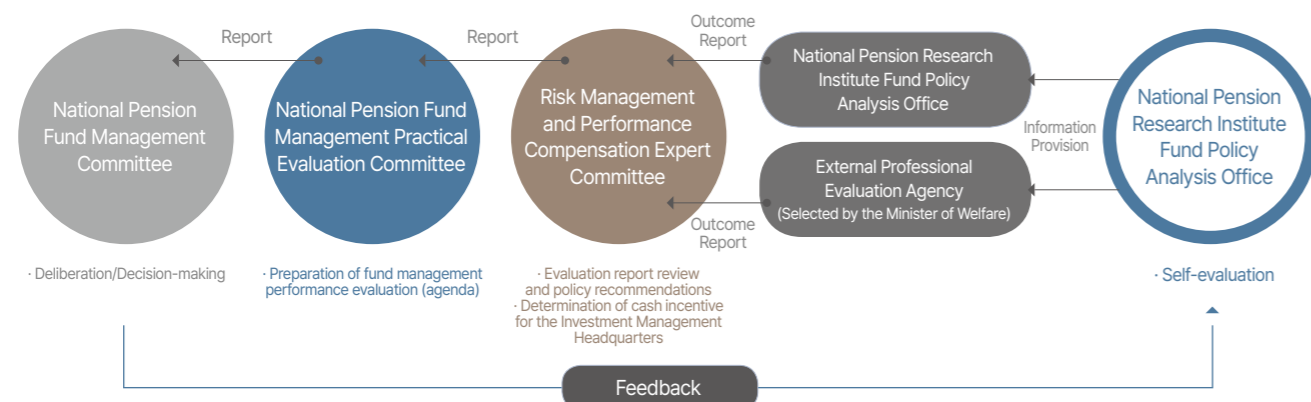 Report
Report
Outcome
Report
National Pension
Fund Management
Committee
National Pension Fund
Management Practical
Evaluation Committee
Risk Management
and Performance
Compensation Expert
Committee
National Pension Research
Institute Fund Policy
Analysis Office
External Professional
Evaluation Agency
(Selected by the Minister of Welfare)
Outcome
Report
Information
Provision
National Pension
Research Institute
Fund Policy
Analysis Office
· Deliberation/Decision-making
· Preparation of fund management
performance evaluation (agenda)
· Evaluation report review
and policy recommendations
· Determination of cash incentive
for the Investment Management
Headquarters
· Self-evaluation
Feedback